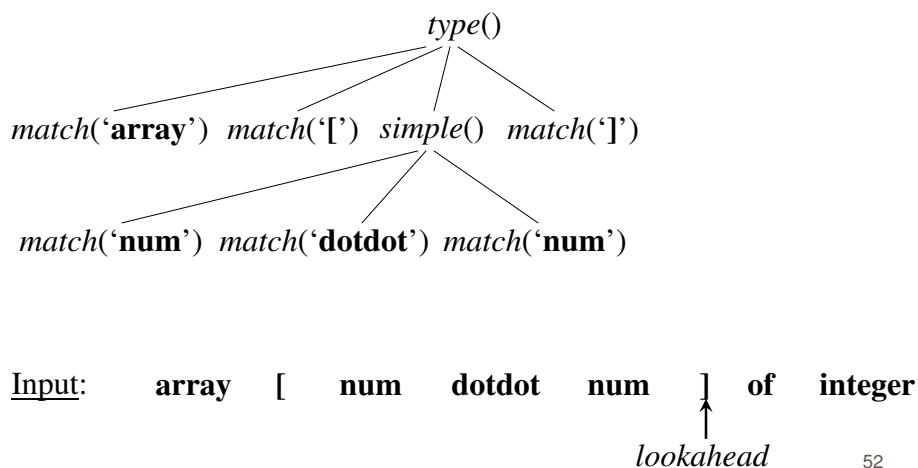 type()
match(‘array’) match(‘[’) simple() match(‘]’)
match(‘num’) match(‘dotdot’) match(‘num’)
Input: array [ num dotdot num ] of integer
lookahead
52